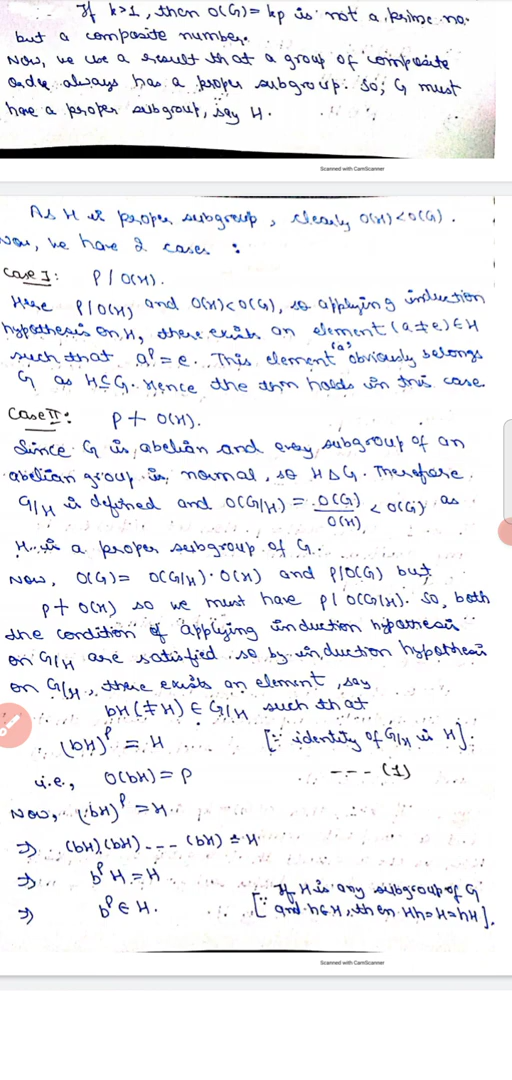 If k>1, then O(G)= kp is not a prime no.
but a composite number.
Now, we use a result that a group of composite
order always has a proper subgroup. So, G must
have a proper subgroup, say H.
Scanned with CamScanner
As H is proper subgroup, clearly O(H)<O(G).
Now, we have 2 cases :
Case I: P/O(H).
Here P/O(H) and O(H)<O(G), so applying induction
hypothesis on H, there exists an element (a≠e)∈H
such that aᵖ=e. This element (a) obviously belongs
G as H⊆G. Hence the thm holds in this case
Case II: P∤O(H).
Since G is abelian and every subgroup of an
abelian group is normal, so H△G. Therefore
G/H is defined and O(G/H) = O(G)/O(H) < O(G) as
H is a proper subgroup of G.
Now, O(G)= O(G/H)·O(H) and P/O(G) but
P∤O(H) so we must have P/O(G/H). So, both
the condition of applying induction hypothesis
on G/H are satisfied so by induction hypothesis
on G/H, there exists an element, say
bH(≠H)∈G/H such that
(bH)ᵖ=H [∵ identity of G/H is H]
i.e., O(bH)=P ---(1)
Now, (bH)ᵖ=H
⇒ (bH)(bH)---(bH)=H
⇒ bᵖH=H
⇒ bᵖ∈H. [∵ If H is any subgroup of G
and h∈H, then Hh=H=hH].
Scanned with CamScanner